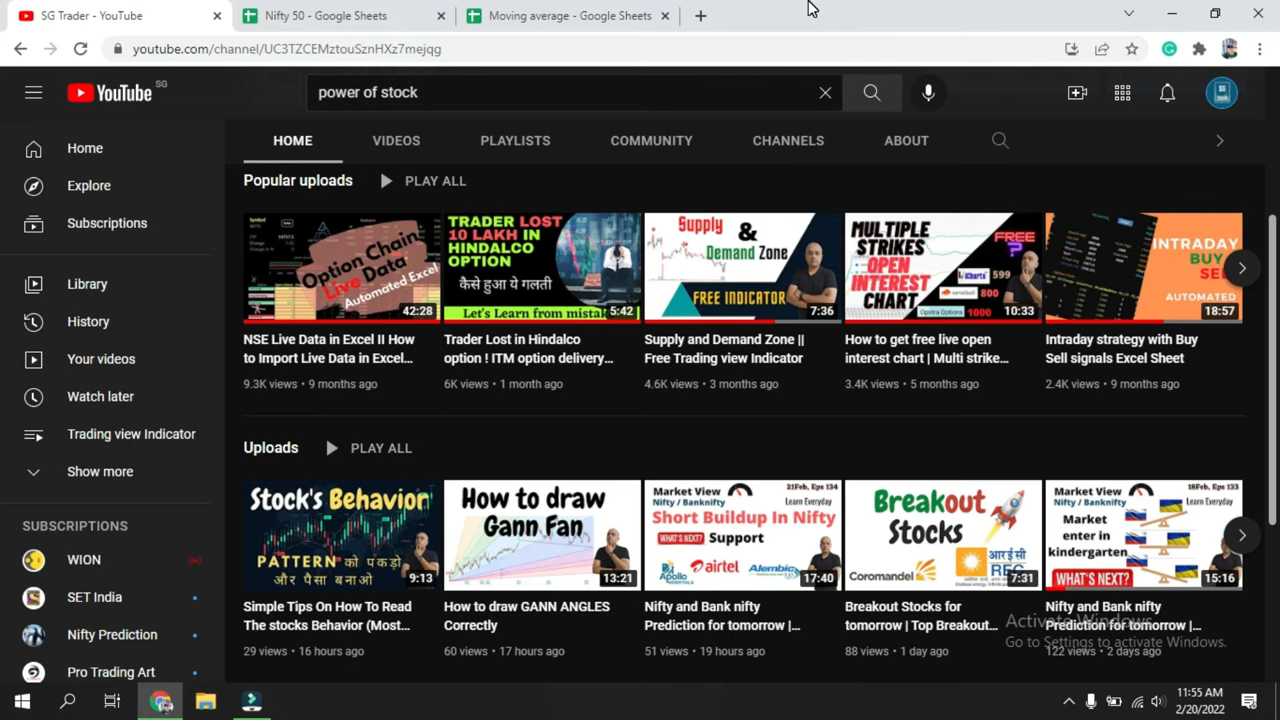 SG Trader - YouTube
Nifty 50 - Google Sheets
Moving average - Google Sheets
youtube.com/channel/UC3TZCEMztouSznHXz7mejqg
YouTube SG
power of stock
HOME VIDEOS PLAYLISTS COMMUNITY CHANNELS ABOUT
Home
Explore
Subscriptions
Library
History
Your videos
Watch later
Trading view Indicator
Show more
SUBSCRIPTIONS
WION
SET India
Nifty Prediction
Pro Trading Art
Popular uploads PLAY ALL
Option Chain
Live Data
Automated Excel
42:28
NSE Live Data in Excel II How
to Import Live Data in Excel...
9.3K views • 9 months ago
TRADER LOST
10 LAKH IN
HINDALCO
OPTION
कैसे हुआ ये गलती
Let's Learn from mistak
5:42
Trader Lost in Hindalco
option ! ITM option delivery...
6K views • 1 month ago
Supply &
Demand Zone
FREE INDICATOR
7:36
Supply and Demand Zone ||
Free Trading view Indicator
4.6K views • 3 months ago
MULTIPLE
STRIKES
OPEN
INTEREST
CHART
FREE
?
iCharts 599
sensibull 800
Opstra Options 1000
10:33
How to get free live open
interest chart | Multi strike...
3.4K views • 5 months ago
INTRADAY
BUY
SE
AUTOMATED
18:57
Intraday strategy with Buy
Sell signals Excel Sheet
2.4K views • 9 months ago
Uploads PLAY ALL
Stock's Behavior
PATTERN को पकड़ो
और पैसा बनाओ
9:13
Simple Tips On How To Read
The stocks Behavior (Most...
29 views • 16 hours ago
How to draw
Gann Fan
13:21
How to draw GANN ANGLES
Correctly
60 views • 17 hours ago
Market View 21Feb, Eps 134
Nifty / Banknifty Learn Everyday
Short Buildup In Nifty
WHAT'S NEXT? Support
Apollo HOSPITALS airtel Alembic
17:40
Nifty and Bank nifty
Prediction for tomorrow |...
51 views • 19 hours ago
Breakout
Stocks
Coromandel आर ई सी REC
7:31
Breakout Stocks for
tomorrow | Top Breakout...
88 views • 1 day ago
Market View 18Feb, Eps 133
Nifty / Banknifty Learn Everyday
Market
enter in
kindergarten
WHAT'S NEXT?
15:16
Nifty and Bank nifty
Prediction for tomorrow |...
122 views • 2 days ago
Activate Windows
Go to Settings to activate Windows.
11:55 AM
2/20/2022